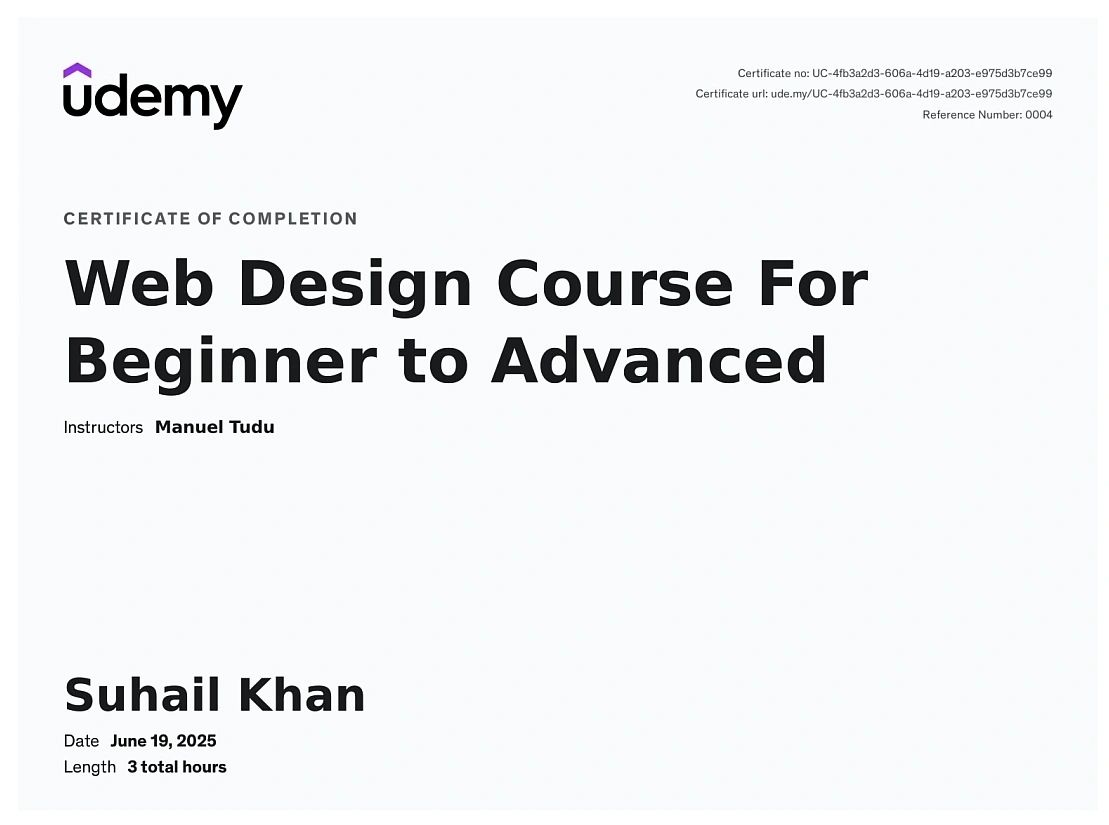 udemy
Certificate no: UC-4fb3a2d3-606a-4d19-a203-e975d3b7ce99
Certificate url: ude.my/UC-4fb3a2d3-606a-4d19-a203-e975d3b7ce99
Reference Number: 0004
CERTIFICATE OF COMPLETION
Web Design Course For
Beginner to Advanced
Instructors Manuel Tudu
Suhail Khan
Date June 19, 2025
Length 3 total hours